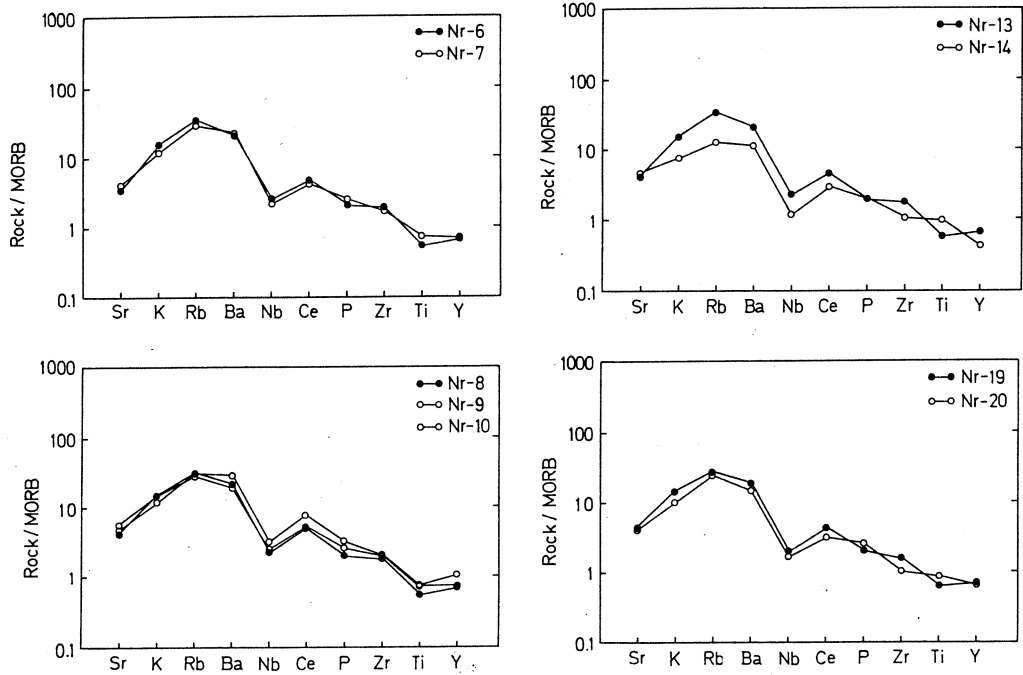 1000
100
10
1
0.1
Rock / MORB
Nr-6
Nr-7
Sr K Rb Ba Nb Ce P Zr Ti Y
1000
100
10
1
0.1
Rock / MORB
Nr-13
Nr-14
Sr K Rb Ba Nb Ce P Zr Ti Y
1000
100
10
1
0.1
Rock / MORB
Nr-8
Nr-9
Nr-10
Sr K Rb Ba Nb Ce P Zr Ti Y
1000
100
10
1
0.1
Rock / MORB
Nr-19
Nr-20
Sr K Rb Ba Nb Ce P Zr Ti Y